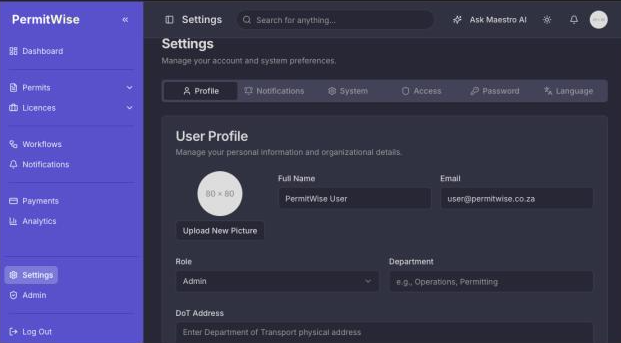 PermitWise
Dashboard
Permits
Licences
Workflows
Notifications
Payments
Analytics
Settings
Admin
Log Out
Settings
Search for anything...
Ask Maestro AI
Settings
Manage your account and system preferences.
Profile
Notifications
System
Access
Password
Language
User Profile
Manage your personal information and organizational details.
80 × 80
Upload New Picture
Full Name
PermitWise User
Email
user@permitwise.co.za
Role
Admin
Department
e.g., Operations, Permitting
DoT Address
Enter Department of Transport physical address